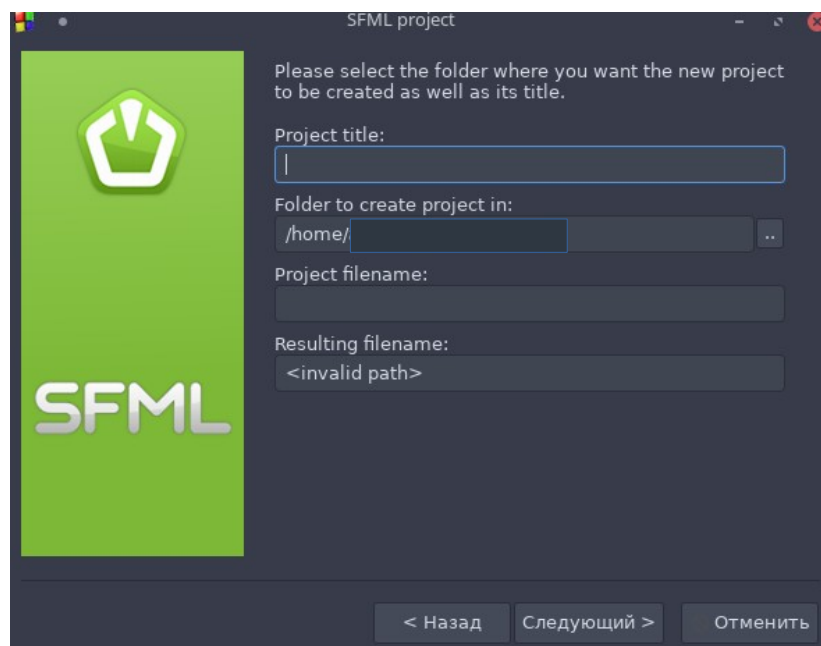 SFML project
Please select the folder where you want the new project
to be created as well as its title.
Project title:
Folder to create project in:
/home/
..
Project filename:
Resulting filename:
<invalid path>
SFML
< Назад
Следующий >
Отменить